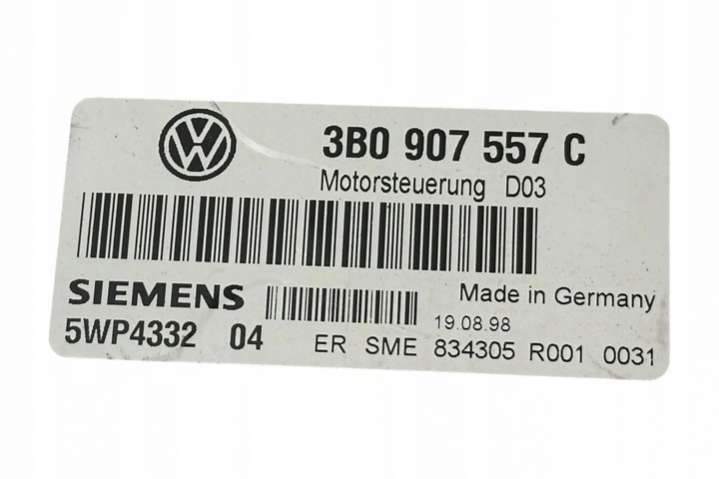 VW
3B0 907 557 C
Motorsteuerung D03
SIEMENS
Made in Germany
19.08.98
5WP4332 04
ER SME 834305 R001 0031